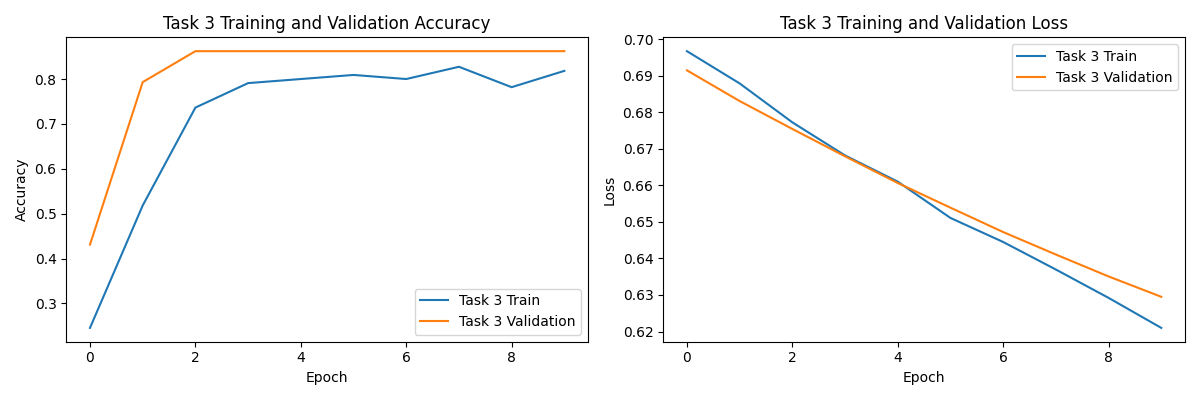 Task 3 Training and Validation Accuracy
0.8
0.7
0.6
0.5
0.4
0.3
Accuracy
Task 3 Train
Task 3 Validation
0 2 4 6 8
Epoch
Task 3 Training and Validation Loss
0.70
0.69
0.68
0.67
0.66
0.65
0.64
0.63
0.62
Loss
Task 3 Train
Task 3 Validation
0 2 4 6 8
Epoch